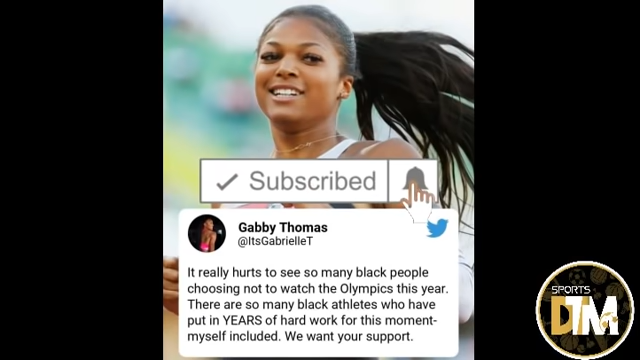 Subscribed
Gabby Thomas
@ItsGabrielleT
It really hurts to see so many black people
choosing not to watch the Olympics this year.
There are so many black athletes who have
put in YEARS of hard work for this moment-
myself included. We want your support.
SPORTS
DTM